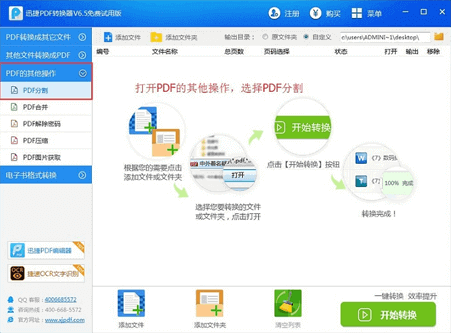 迅捷PDF转换器V6.5免费试用版
注册
购买
菜单
PDF转换成其它文件
其他文件转换成PDF
PDF的其他操作
PDF分割
PDF合并
PDF解除密码
PDF压缩
PDF图片获取
电子书格式转换
迅捷PDF编辑器
捷速OCR文字识别
QQ 客服：4006685572
咨询热线：400-668-5572
官方网址：www.xjpdf.com
添加文件
添加文件夹
输出目录：
原文件夹
自定义
c:\users\ADMINI~1\desktop\
编号
文件名称
总页数
页码选择
状态
打开
输出
移除
打开PDF的其他操作，选择PDF分割
根据您的需要点击
添加文件或文件夹
打开
选择您要转换的文件
或文件夹，点击打开
开始转换
点击【开始转换】按钮
100% 完成
转换完成！
添加文件
添加文件夹
清空列表
一键转换 效率提升
开始转换